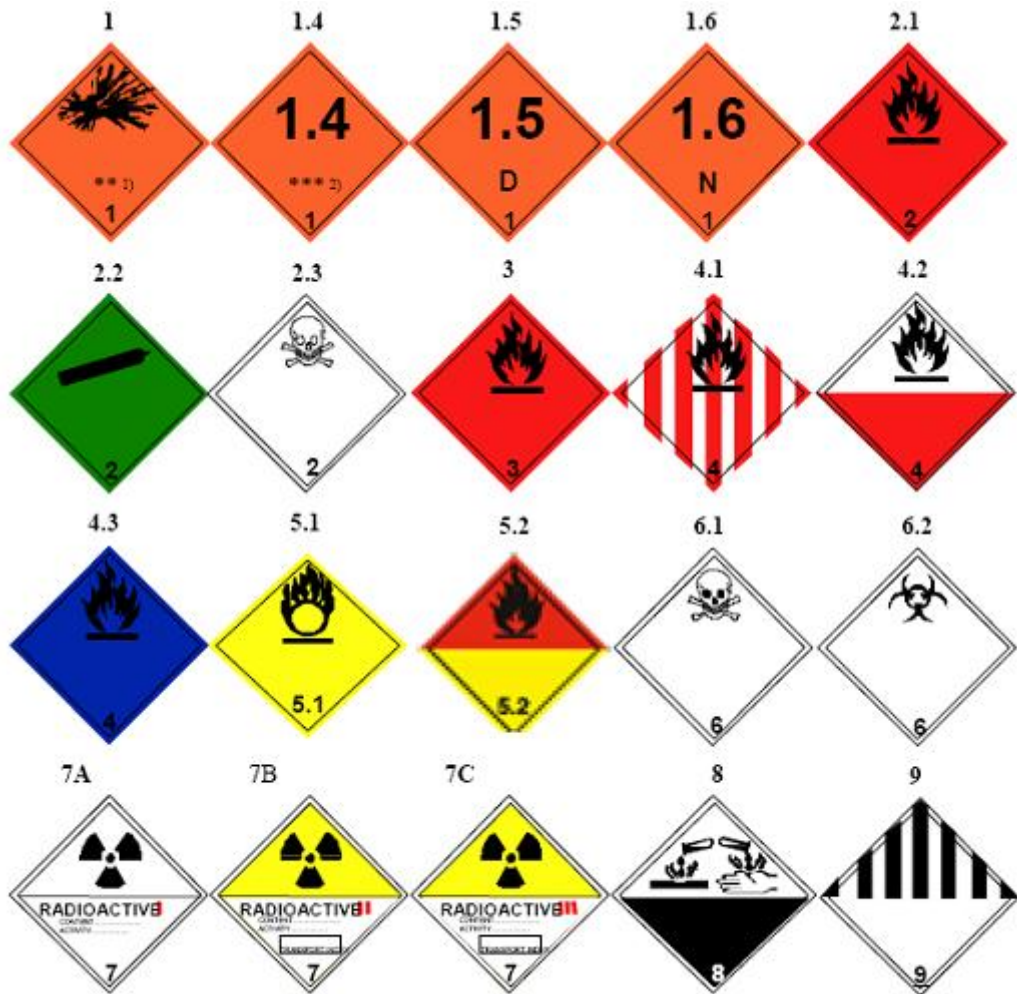 1 1.4 1.5 1.6 2.1
1.4 1.5 1.6
** 2) *** 2) D N
1 1 1 1 2
2.2 2.3 3 4.1 4.2
2 2 3 4 4
4.3 5.1 5.2 6.1 6.2
4 5.1 5.2 6 6
7A 7B 7C 8 9
RADIOACTIVE I RADIOACTIVE II RADIOACTIVE III
CONTENT.................. CONTENT.................. CONTENT..................
ACTIVITY.................. ACTIVITY.................. ACTIVITY..................
7 7 7 8 9